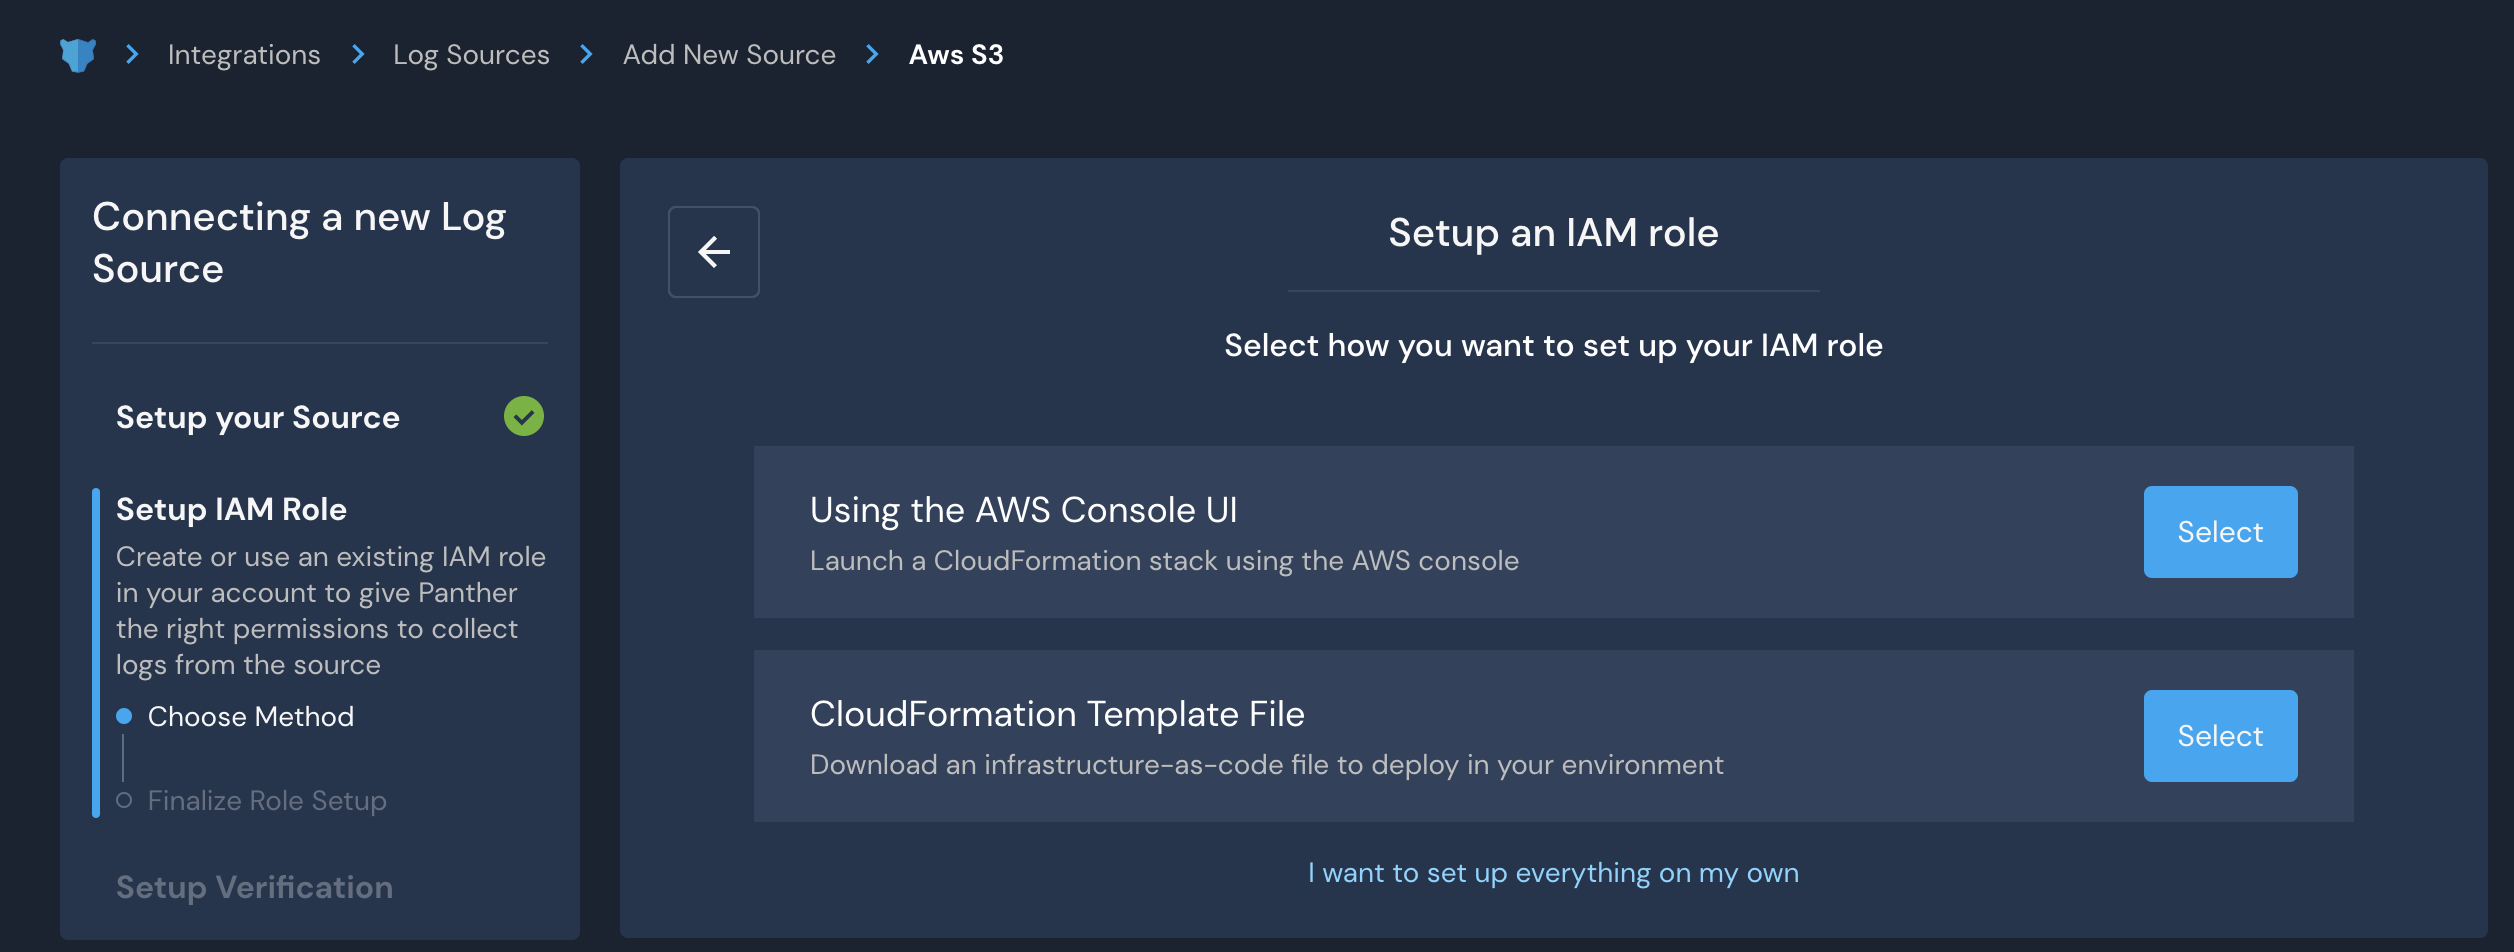 Integrations
Log Sources
Add New Source
Aws S3
Connecting a new Log
Source
Setup your Source
Setup IAM Role
Create or use an existing IAM role
in your account to give Panther
the right permissions to collect
logs from the source
Choose Method
Finalize Role Setup
Setup Verification
Setup an IAM role
Select how you want to set up your IAM role
Using the AWS Console UI
Launch a CloudFormation stack using the AWS console
Select
CloudFormation Template File
Download an infrastructure-as-code file to deploy in your environment
Select
I want to set up everything on my own